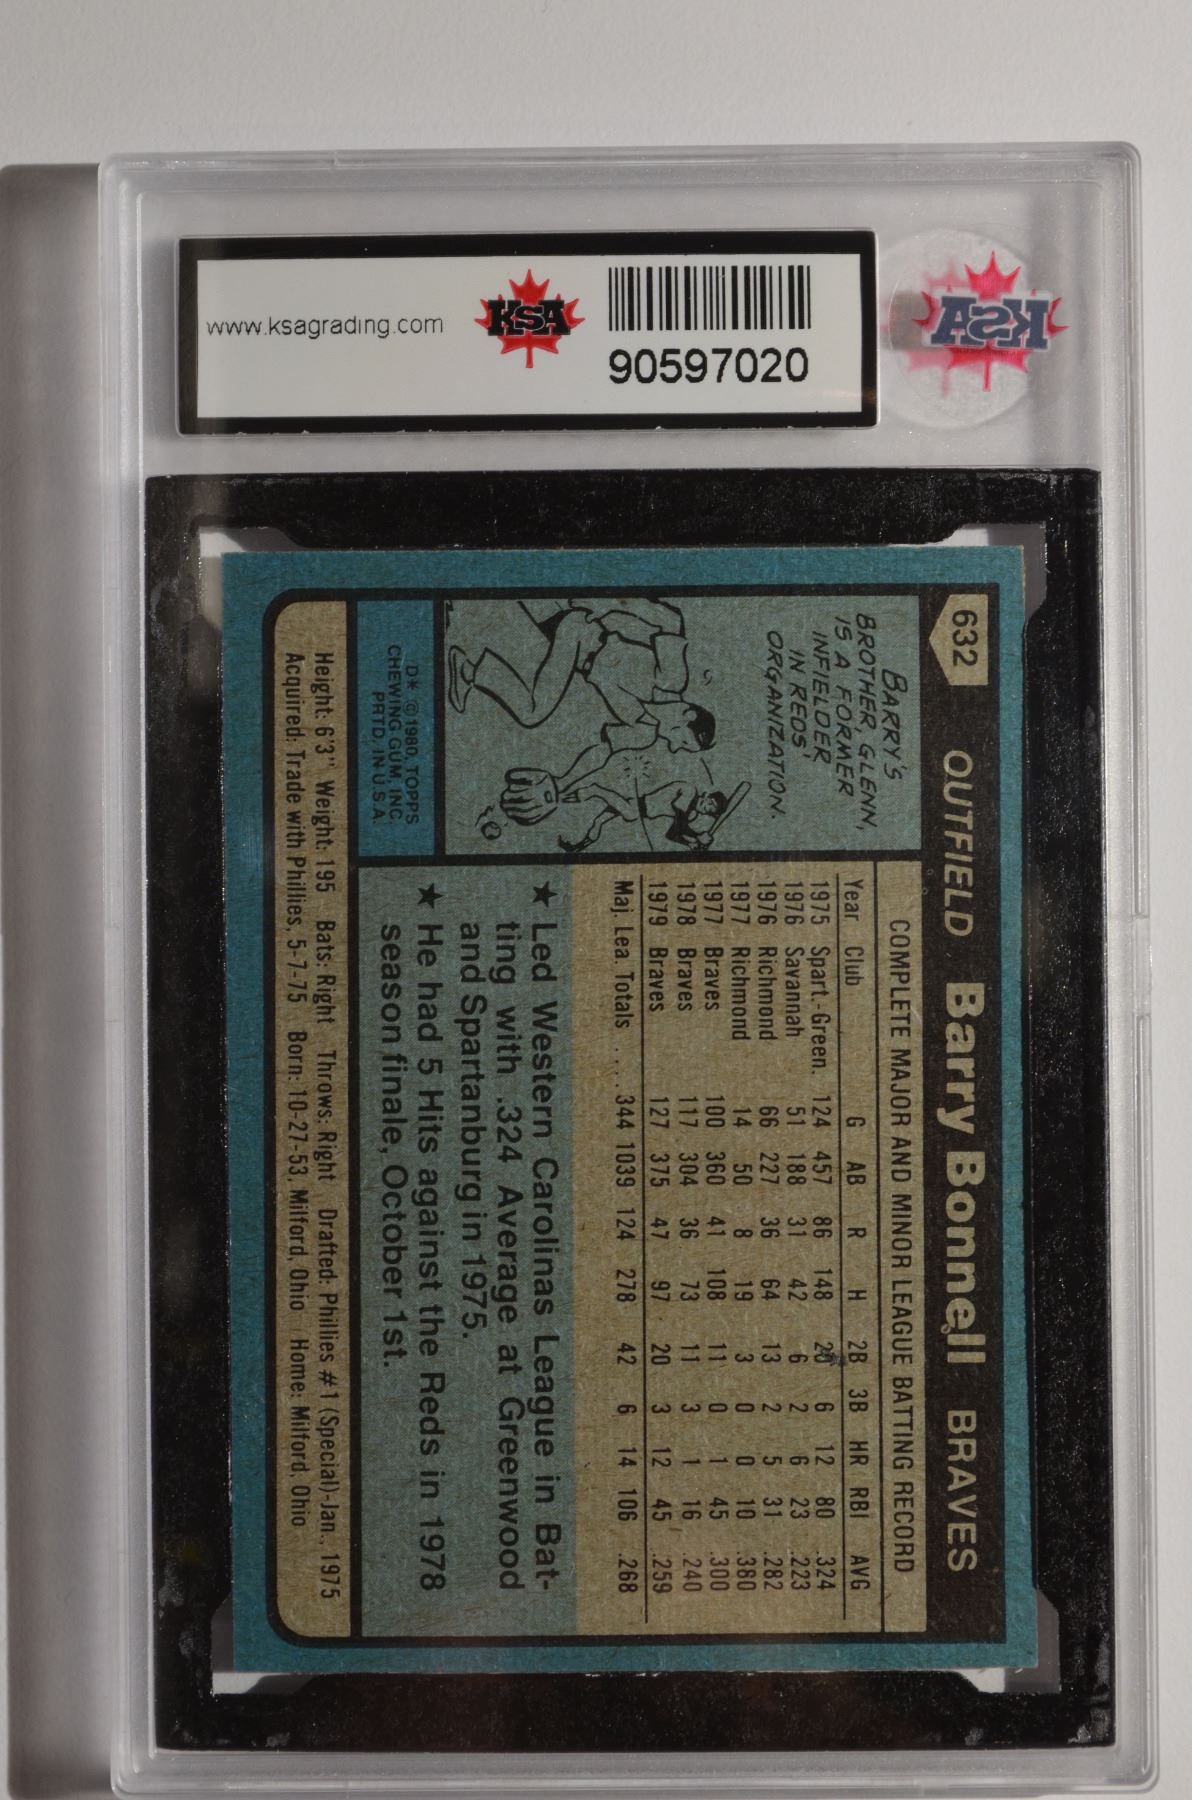 www.ksagrading.com
KSA
90597020
KSA
632 OUTFIELD Barry Bonnell BRAVES
BARRY'S
BROTHER, GLENN,
IS A FORMER
INFIELDER
IN REDS'
ORGANIZATION.
D* © 1980, TOPPS
CHEWING GUM, INC.
PRTD. IN U.S.A.
COMPLETE MAJOR AND MINOR LEAGUE BATTING RECORD
Year Club G AB R H 2B 3B HR RBI AVG
1975 Spart.-Green. 124 457 86 148 6 12 80 .324
1976 Savannah 51 188 31 42 6 2 6 23 .223
1976 Richmond 66 227 36 64 13 2 5 31 .282
1977 Richmond 14 50 8 19 3 0 0 10 .380
1977 Braves 100 360 41 108 11 0 1 45 .300
1978 Braves 117 304 36 73 11 3 1 16 .240
1979 Braves 127 375 47 97 20 3 12 45 .259
Maj. Lea. Totals ..... 344 1039 124 278 42 6 14 106 .268
★ Led Western Carolinas League in Bat-
ting with .324 Average at Greenwood
and Spartanburg in 1975.
★ He had 5 Hits against the Reds in 1978
season finale, October 1st.
Height: 6'3" Weight: 195 Bats: Right Throws: Right Drafted: Phillies #1 (Special)-Jan., 1975
Acquired: Trade with Phillies, 5-7-75 Born: 10-27-53, Milford, Ohio Home: Milford, Ohio